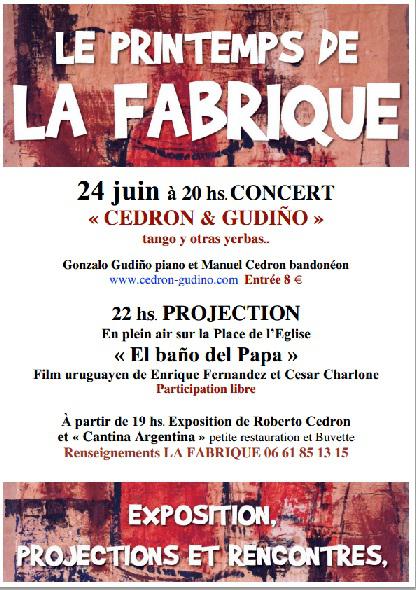 LE PRINTEMPS DE
LA FABRIQUE
24 juin à 20 hs. CONCERT
« CEDRON & GUDIÑO »
tango y otras yerbas..
Gonzalo Gudiño piano et Manuel Cedron bandonéon
www.cedron-gudino.com Entrée 8 €
22 hs. PROJECTION
En plein air sur la Place de l'Eglise
« El baño del Papa »
Film uruguayen de Enrique Fernandez et Cesar Charlone
Participation libre
À partir de 19 hs. Exposition de Roberto Cedron
et « Cantina Argentina » petite restauration et Buvette
Renseignements LA FABRIQUE 06 61 85 13 15
EXPOSITION,
PROJECTIONS ET RENCONTRES,